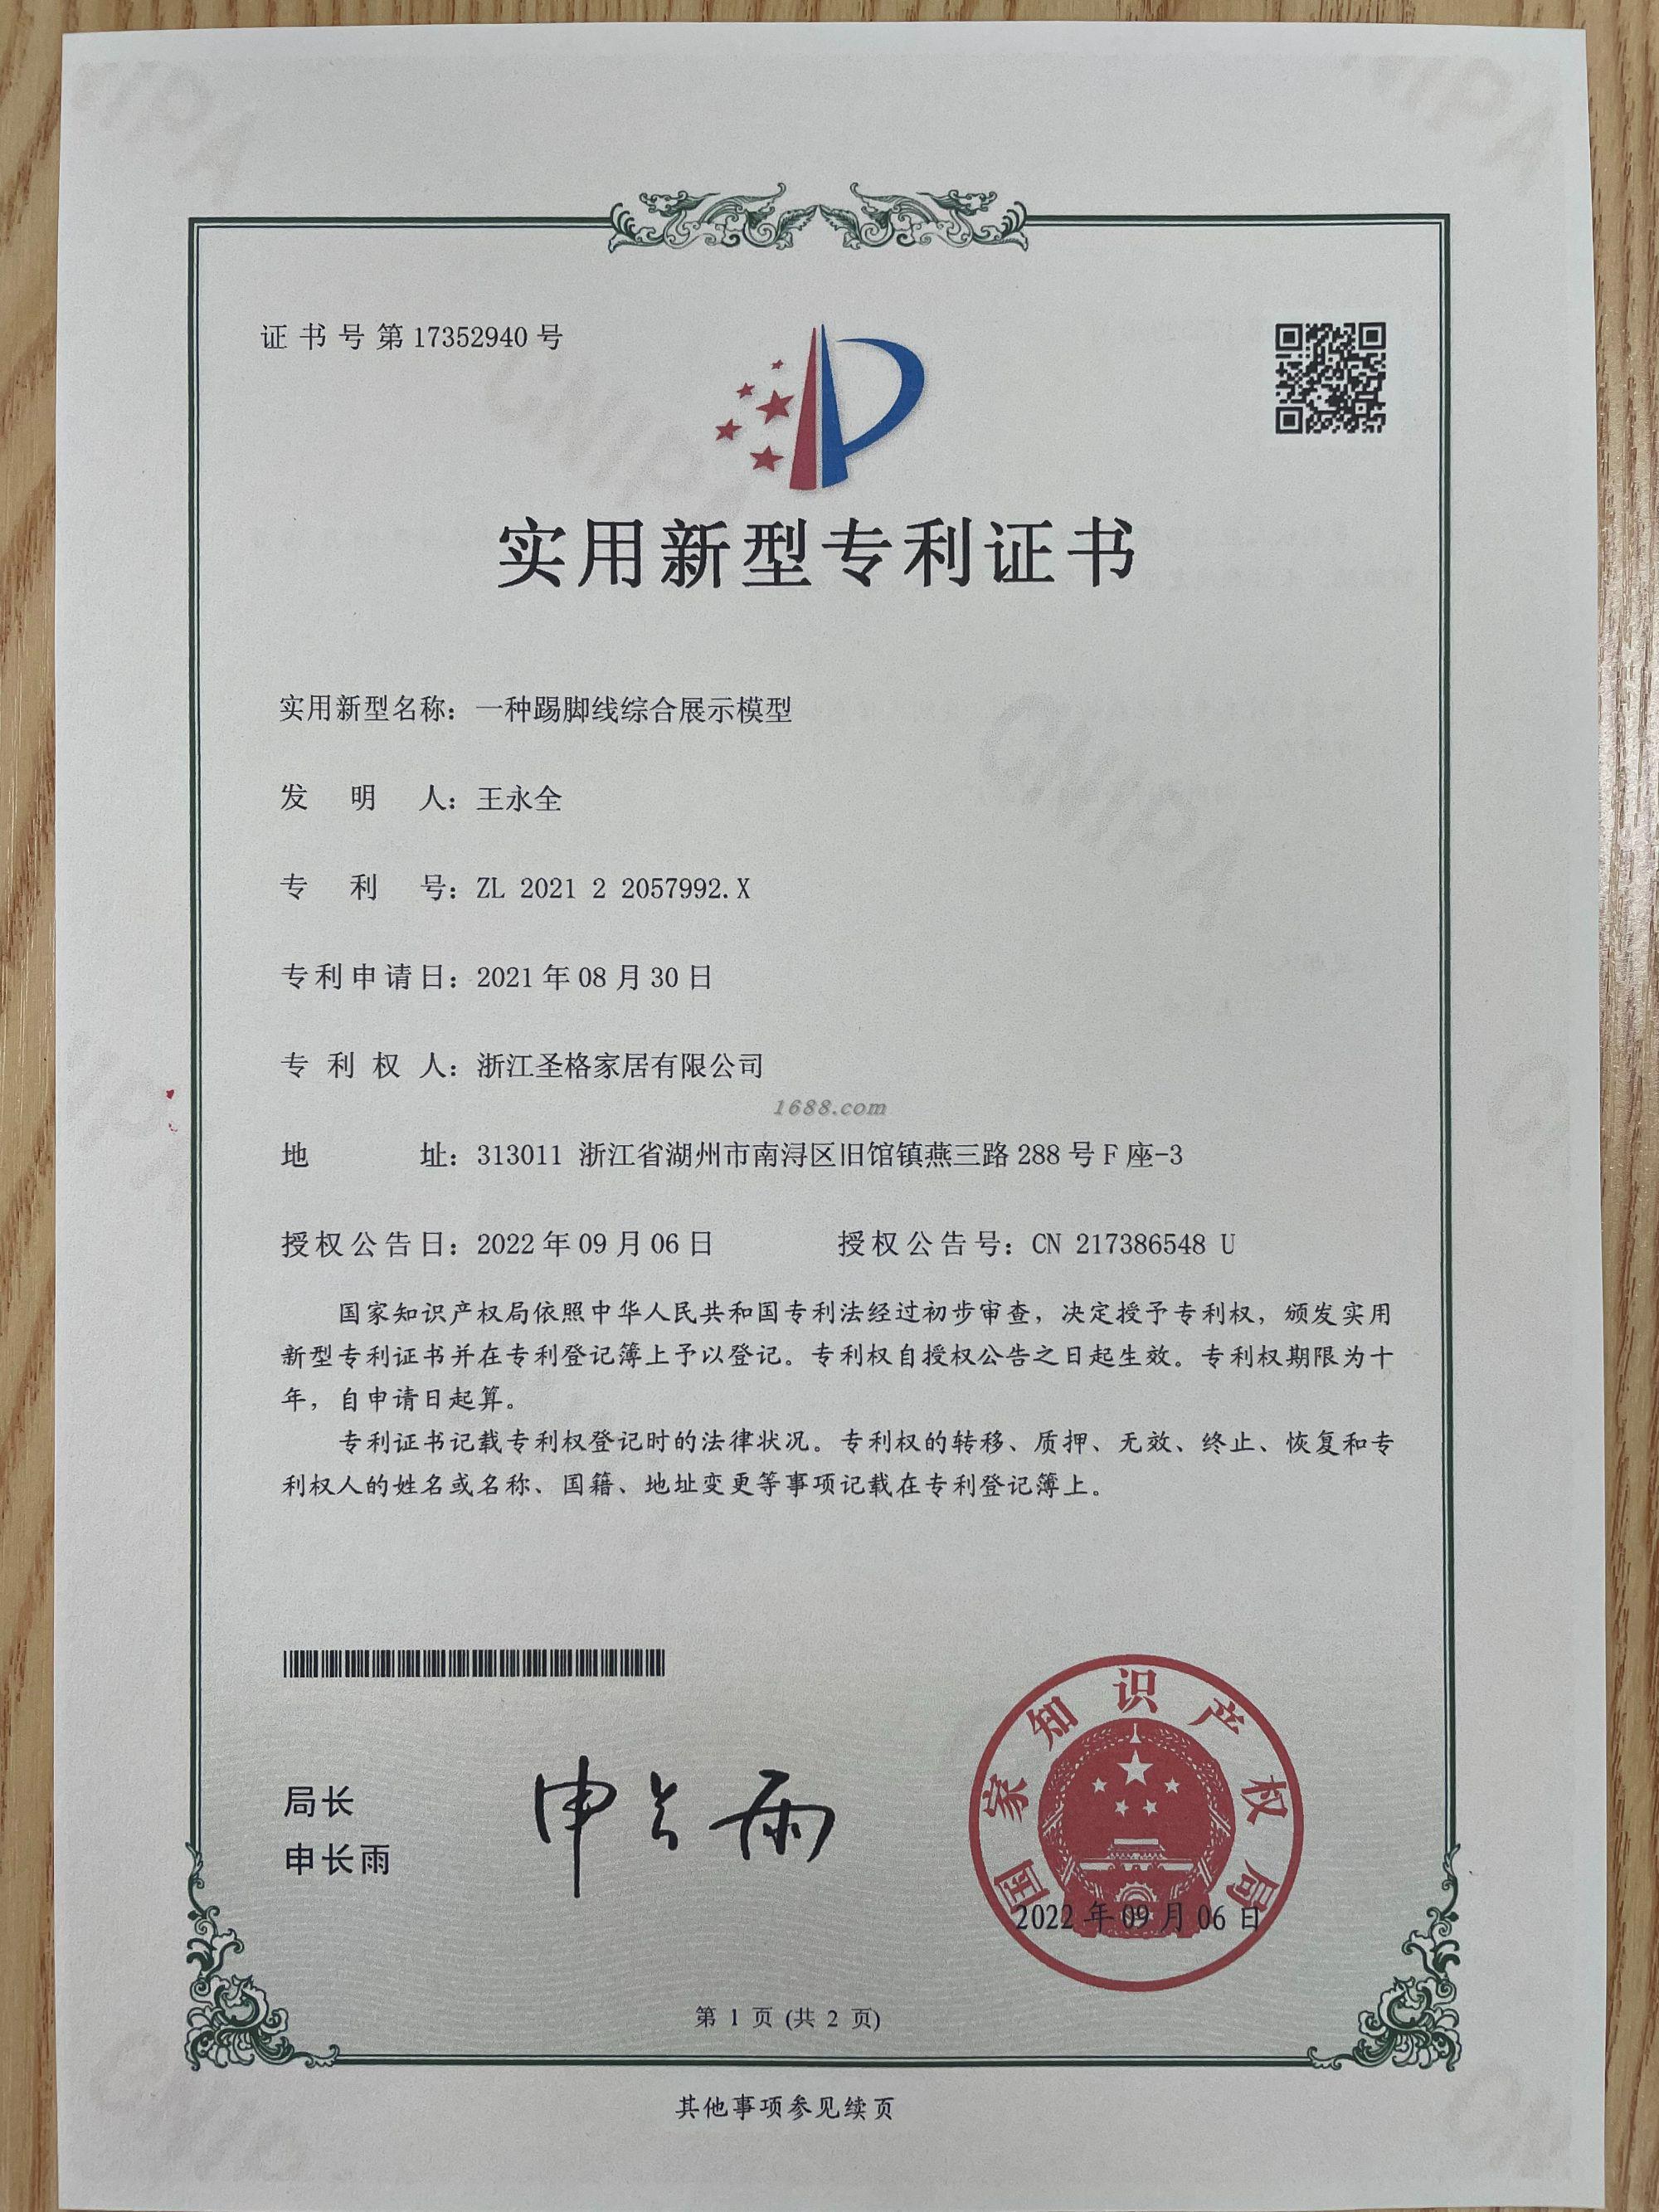 证书号第17352940号
实用新型专利证书
实用新型名称：一种踢脚线综合展示模型
发明人：王永全
专利号：ZL 2021 2 2057992.X
专利申请日：2021年08月30日
专利权人：浙江圣格家居有限公司
1688.com
地址：313011 浙江省湖州市南浔区旧馆镇燕三路288号F座-3
授权公告日：2022年09月06日 授权公告号：CN 217386548 U
国家知识产权局依照中华人民共和国专利法经过初步审查，决定授予专利权，颁发实用
新型专利证书并在专利登记簿上予以登记。专利权自授权公告之日起生效。专利权期限为十
年，自申请日起算。
专利证书记载专利权登记时的法律状况。专利权的转移、质押、无效、终止、恢复和专
利权人的姓名或名称、国籍、地址变更等事项记载在专利登记簿上。
局长
申长雨
申长雨
国家知识产权局
2022年09月06日
第 1 页 (共 2 页)
其他事项参见续页
CNIPA
CNIPA